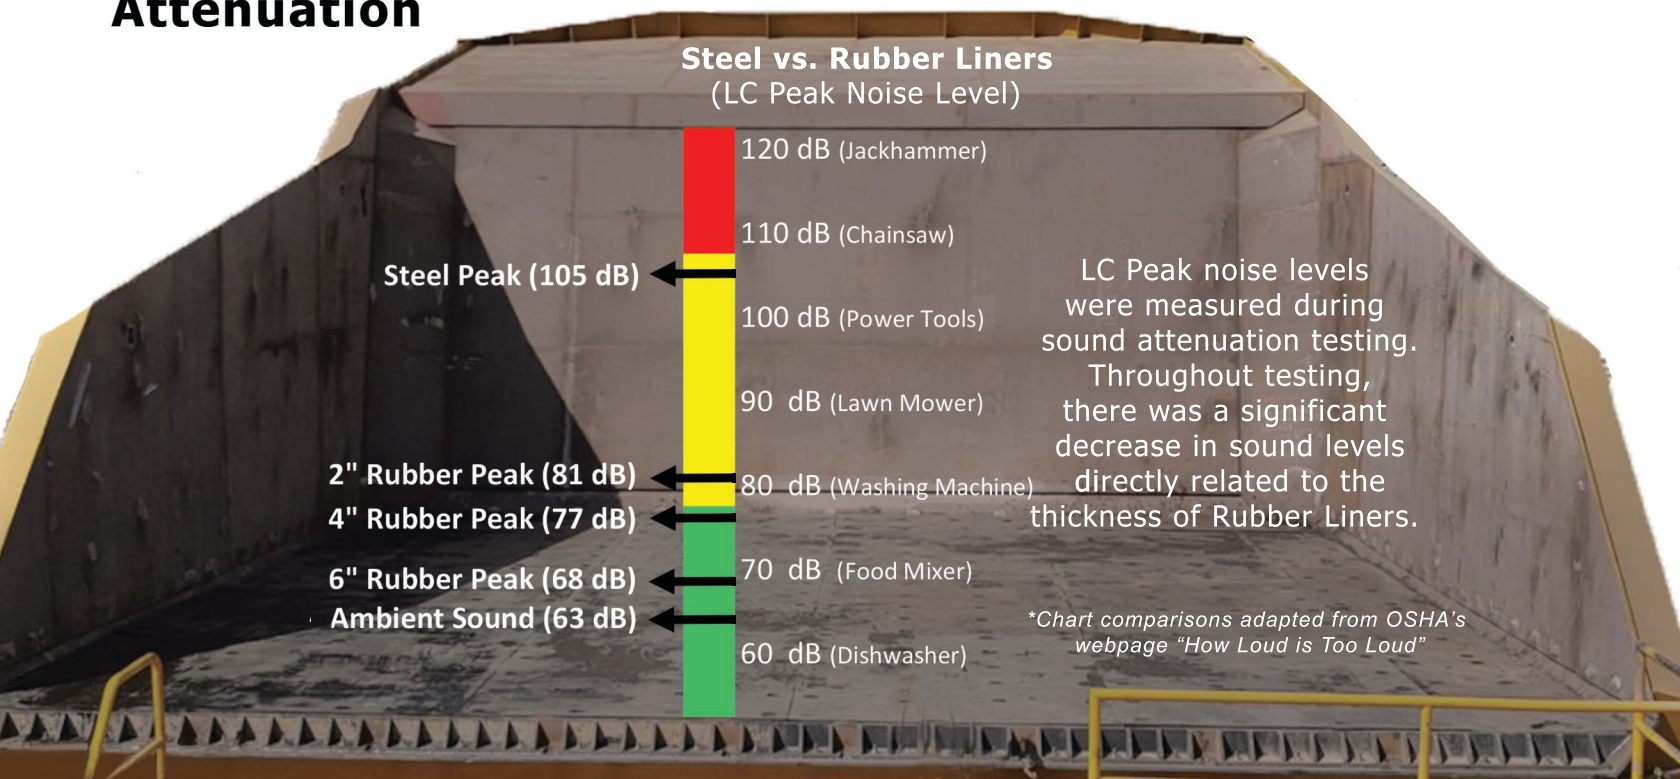 Attenuation
Steel vs. Rubber Liners
(LC Peak Noise Level)
120 dB (Jackhammer)
110 dB (Chainsaw)
Steel Peak (105 dB)
100 dB (Power Tools)
90 dB (Lawn Mower)
2" Rubber Peak (81 dB)
80 dB (Washing Machine)
4" Rubber Peak (77 dB)
70 dB (Food Mixer)
6" Rubber Peak (68 dB)
Ambient Sound (63 dB)
60 dB (Dishwasher)
LC Peak noise levels
were measured during
sound attenuation testing.
Throughout testing,
there was a significant
decrease in sound levels
directly related to the
thickness of Rubber Liners.
*Chart comparisons adapted from OSHA's
webpage “How Loud is Too Loud”